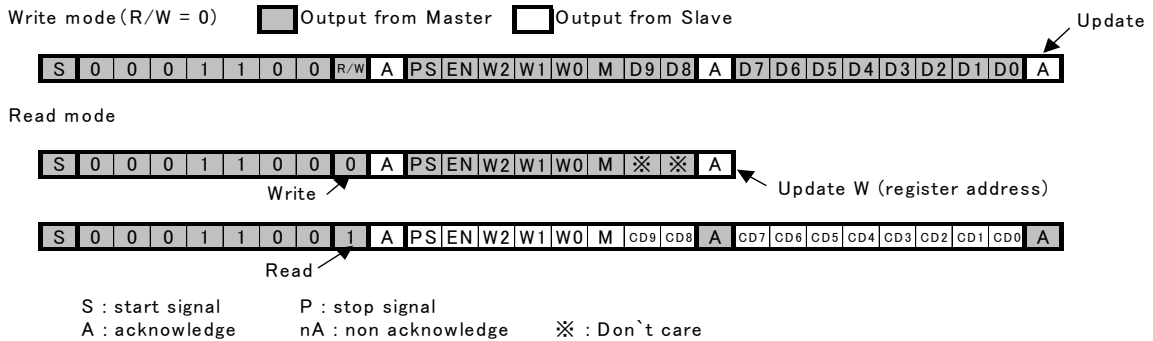 Write mode(R/W = 0) Output from Master Output from Slave Update
S 0 0 0 1 1 0 0 R/W A PS EN W2 W1 W0 M D9 D8 A D7 D6 D5 D4 D3 D2 D1 D0 A
Read mode
S 0 0 0 1 1 0 0 0 A PS EN W2 W1 W0 M ※ ※ A
Write Update W (register address)
S 0 0 0 1 1 0 0 1 A PS EN W2 W1 W0 M CD9 CD8 A CD7 CD6 CD5 CD4 CD3 CD2 CD1 CD0 A
Read
S : start signal P : stop signal
A : acknowledge nA : non acknowledge ※ : Don`t care